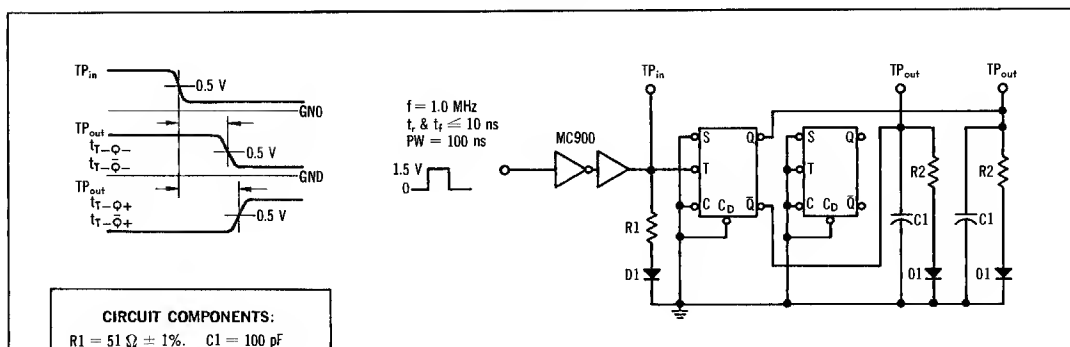 TPin
0.5 V
GND
TPout
tT-Q-
tT-Q̄-
0.5 V
GND
TPout
tT-Q+
tT-Q̄+
0.5 V
f = 1.0 MHz
tr & tf ≤ 10 ns
PW = 100 ns
1.5 V
0
MC900
TPin
R1
D1
S Q
T
C CD Q̄
S Q
T
C CD Q̄
TPout
R2
C1
D1
TPout
R2
C1
D1
CIRCUIT COMPONENTS:
R1 = 51 Ω ± 1%. C1 = 100 pF